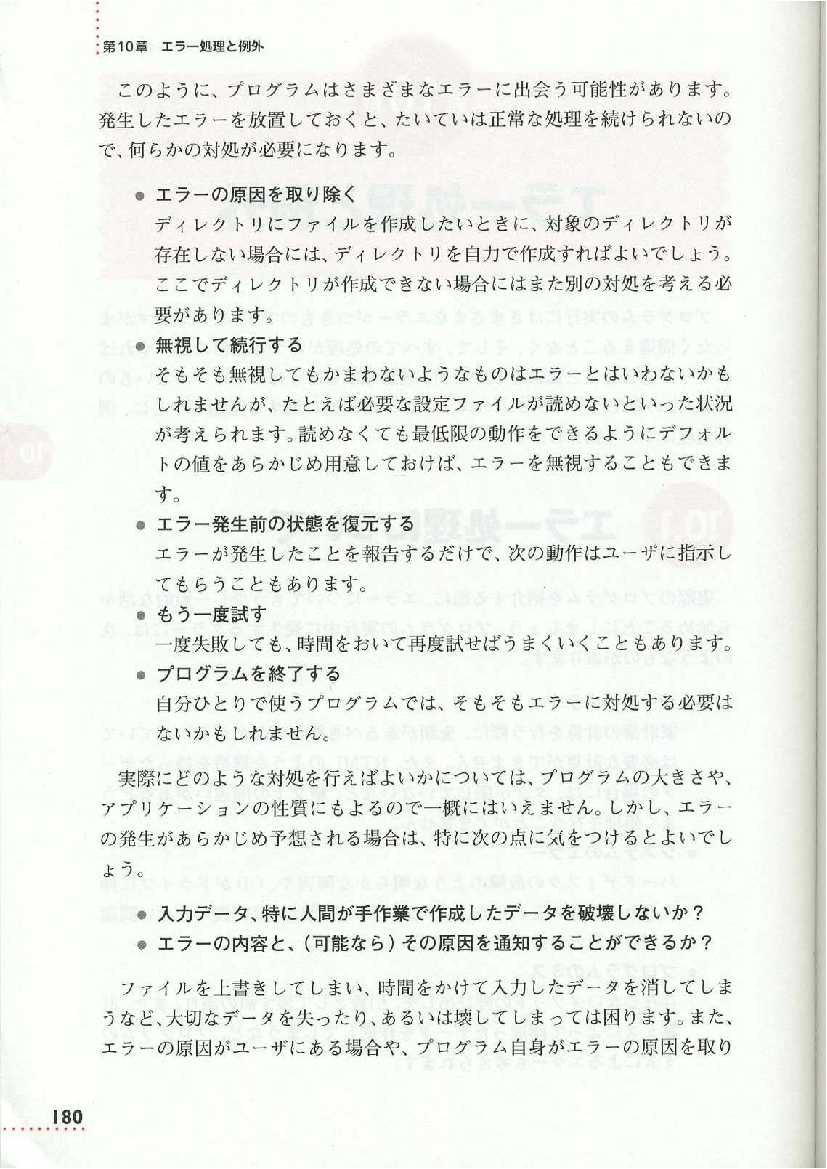 第10章 エラー処理と例外
このように、プログラムはさまざまなエラーに出会う可能性があります。
発生したエラーを放置しておくと、たいていは正常な処理を続けられないの
で、何らかの対処が必要になります。
● エラーの原因を取り除く
ディレクトリにファイルを作成したいときに、対象のディレクトリが
存在しない場合には、ディレクトリを自力で作成すればよいでしょう。
ここでディレクトリが作成できない場合にはまた別の対処を考える必
要があります。
● 無視して続行する
そもそも無視してもかまわないようなものはエラーとはいわないかも
しれませんが、たとえば必要な設定ファイルが読めないといった状況
が考えられます。読めなくても最低限の動作をできるようにデフォル
トの値をあらかじめ用意しておけば、エラーを無視することもできま
す。
● エラー発生前の状態を復元する
エラーが発生したことを報告するだけで、次の動作はユーザに指示し
てもらうこともあります。
● もう一度試す
一度失敗しても、時間をおいて再度試せばうまくいくこともあります。
● プログラムを終了する
自分ひとりで使うプログラムでは、そもそもエラーに対処する必要は
ないかもしれません。
実際にどのような対処を行えばよいかについては、プログラムの大きさや、
アプリケーションの性質にもよるので一概にはいえません。しかし、エラー
の発生があらかじめ予想される場合は、特に次の点に気をつけるとよいでし
ょう。
● 入力データ、特に人間が手作業で作成したデータを破壊しないか？
● エラーの内容と、(可能なら)その原因を通知することができるか？
ファイルを上書きしてしまい、時間をかけて入力したデータを消してしま
うなど、大切なデータを失ったり、あるいは壊してしまっては困ります。また、
エラーの原因がユーザにある場合や、プログラム自身がエラーの原因を取り
180